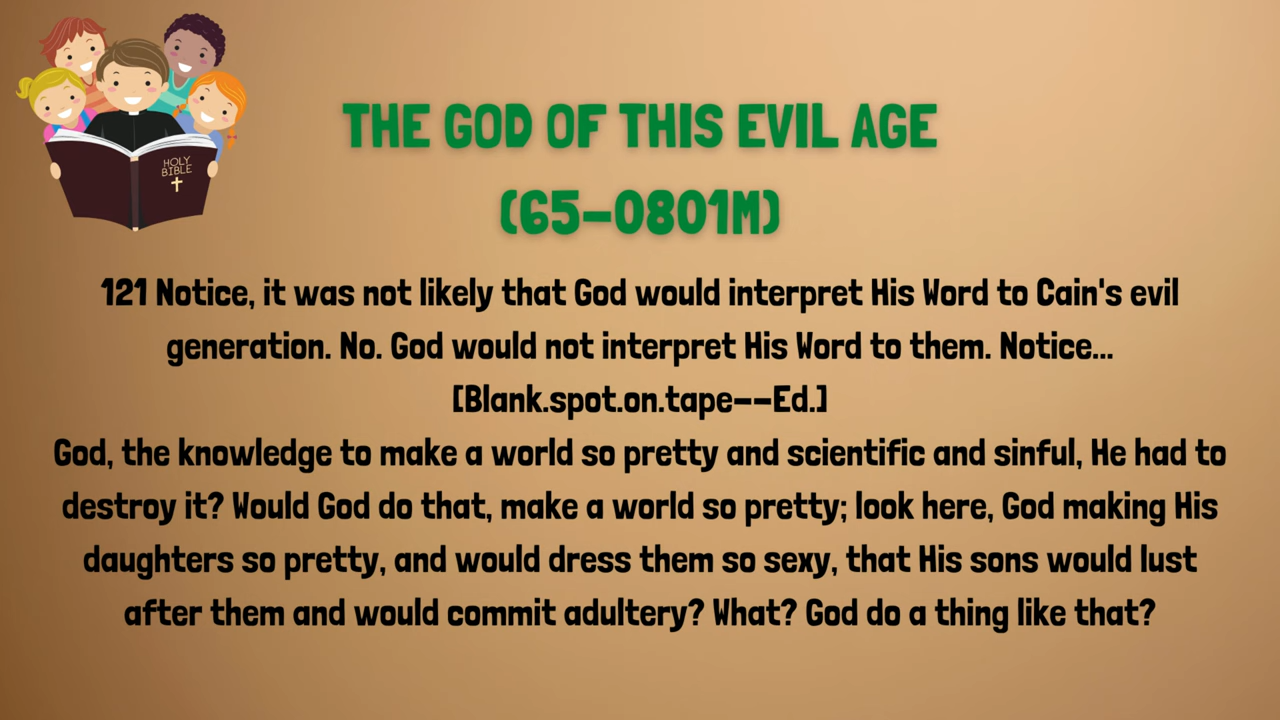 HOLY
BIBLE
THE GOD OF THIS EVIL AGE
(65-0801M)
121 Notice, it was not likely that God would interpret His Word to Cain's evil
generation. No. God would not interpret His Word to them. Notice...
[Blank.spot.on.tape--Ed.]
God, the knowledge to make a world so pretty and scientific and sinful, He had to
destroy it? Would God do that, make a world so pretty; look here, God making His
daughters so pretty, and would dress them so sexy, that His sons would lust
after them and would commit adultery? What? God do a thing like that?